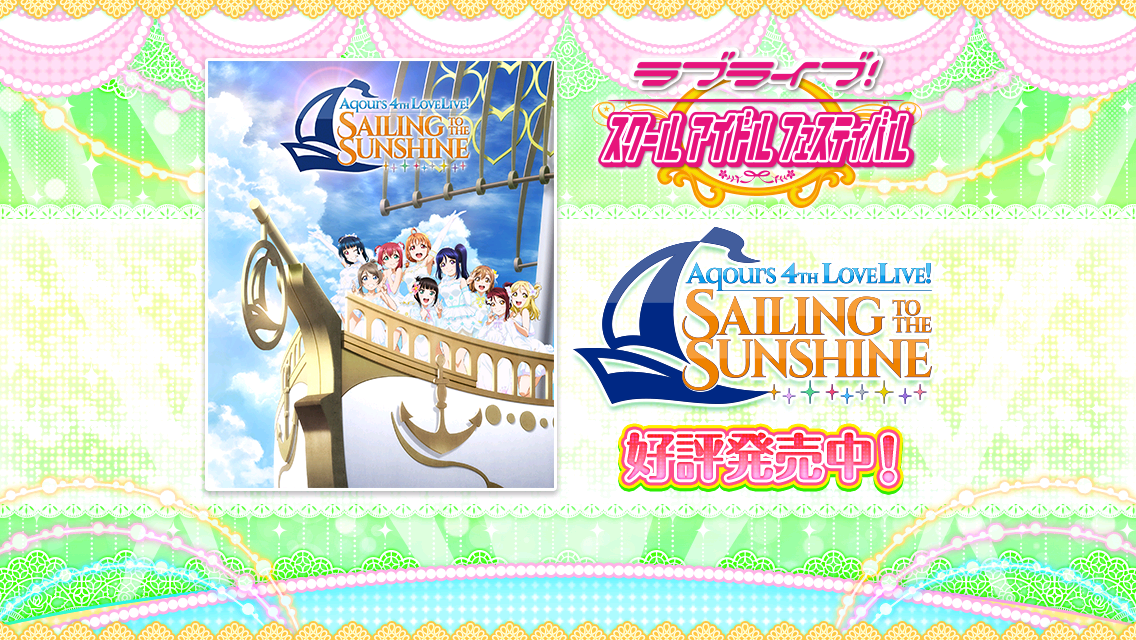 Aqours 4TH LOVELIVE!
SAILING TO THE
SUNSHINE
ラブライブ!
スクールアイドルフェスティバル
Aqours 4TH LOVELIVE!
SAILING TO THE
SUNSHINE
好評発売中!